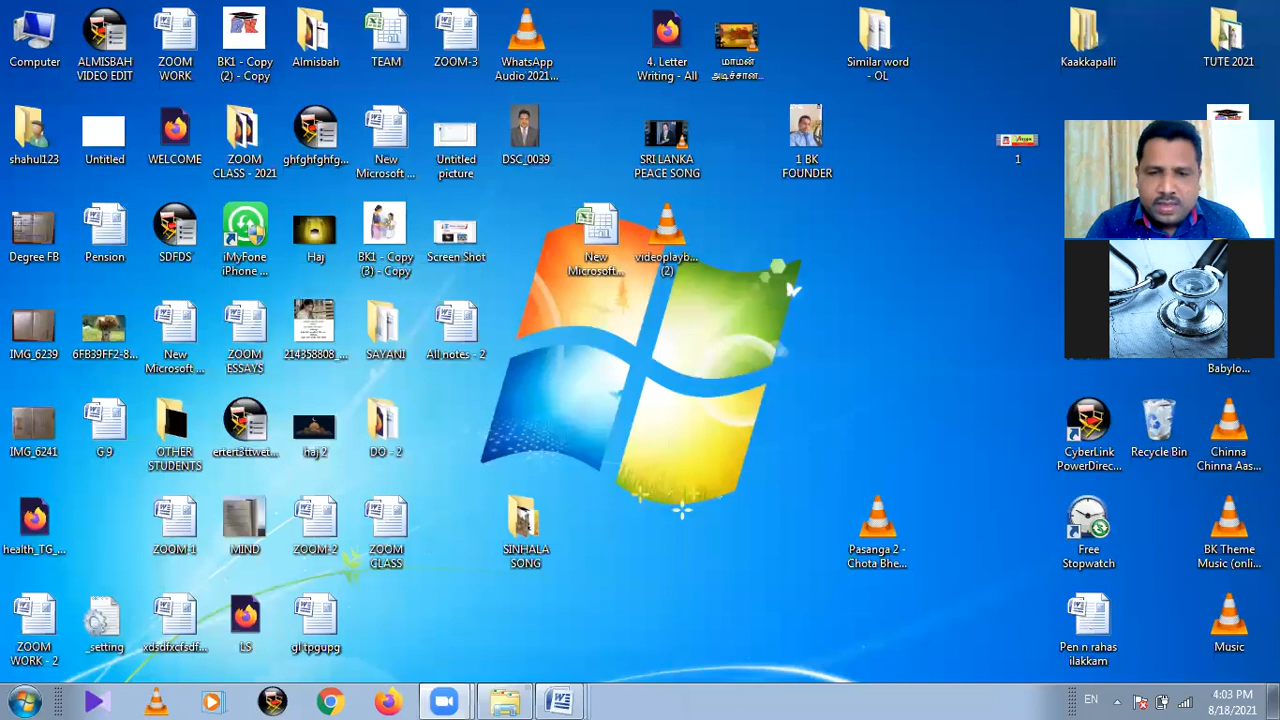 Computer
ALMISBAH
VIDEO EDIT
ZOOM
WORK
BK1 - Copy
(2) - Copy
Almisbah
TEAM
ZOOM-3
WhatsApp
Audio 2021...
4. Letter
Writing - All
மாமன்
அடிச்சான...
Similar word
- OL
Kaakkapalli
TUTE 2021
shahul123
Untitled
WELCOME
ZOOM
CLASS - 2021
ghfghfghfg...
New
Microsoft ...
Untitled
picture
DSC_0039
SRI LANKA
PEACE SONG
1 BK
FOUNDER
1
Degree FB
Pension
SDFDS
iMyFone
iPhone ...
Haj
BK1 - Copy
(3) - Copy
Screen Shot
New
Microsoft...
videoplayb...
(2)
IMG_6239
6FB39FF2-8...
New
Microsoft ...
ZOOM
ESSAYS
214358808_...
SAYANI
All notes - 2
Babylo...
IMG_6241
G 9
OTHER
STUDENTS
ertert3ttwet...
haj 2
DO - 2
CyberLink
PowerDirec...
Recycle Bin
Chinna
Chinna Aas...
health_TG_...
ZOOM-1
MIND
ZOOM-2
ZOOM
CLASS
SINHALA
SONG
Pasanga 2 -
Chota Bhe...
Free
Stopwatch
BK Theme
Music (onli...
ZOOM
WORK - 2
_setting
xdsdfxcfsdf...
LS
gl tpgupg
Pen n rahas
ilakkam
Music
EN
4:03 PM
8/18/2021